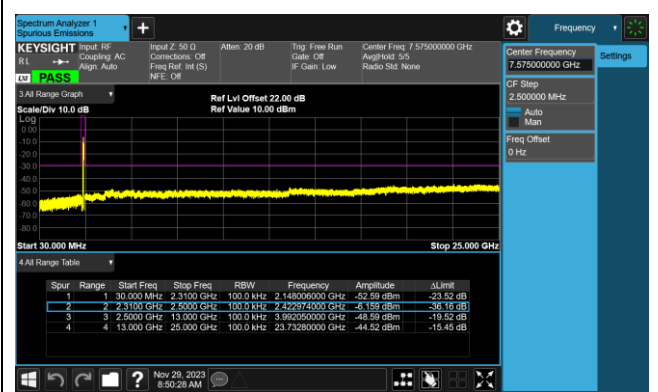 Spectrum Analyzer 1
Spurious Emissions
Frequency
KEYSIGHT Input: RF Input Z: 50 Ω Atten: 20 dB Trig: Free Run Center Freq: 7.575000000 GHz
RL Coupling: AC Corrections: Off Gate: Off Avg|Hold: 5/5
Align: Auto Freq Ref: Int (S) IF Gain: Low Radio Std: None
NFE: Off
LXI PASS
Center Frequency
7.575000000 GHz
Settings
CF Step
2.500000 MHz
Auto
Man
Freq Offset
0 Hz
3 All Range Graph
Ref Lvl Offset 22.00 dB
Scale/Div 10.0 dB Ref Value 10.00 dBm
Log
0.00
-10.0
-20.0
-30.0
-40.0
-50.0
-60.0
-70.0
-80.0
Start 30.000 MHz Stop 25.000 GHz
4 All Range Table
Spur Range Start Freq Stop Freq RBW Frequency Amplitude ΔLimit
1 1 30.000 MHz 2.3100 GHz 100.0 kHz 2.148006000 GHz -52.59 dBm -23.52 dB
2 2 2.3100 GHz 2.5000 GHz 100.0 kHz 2.422974000 GHz -6.159 dBm -36.16 dB
3 3 2.5000 GHz 13.000 GHz 100.0 kHz 3.992050000 GHz -48.59 dBm -19.52 dB
4 4 13.000 GHz 25.000 GHz 100.0 kHz 23.73280000 GHz -44.52 dBm -15.45 dB
Nov 29, 2023
8:50:28 AM